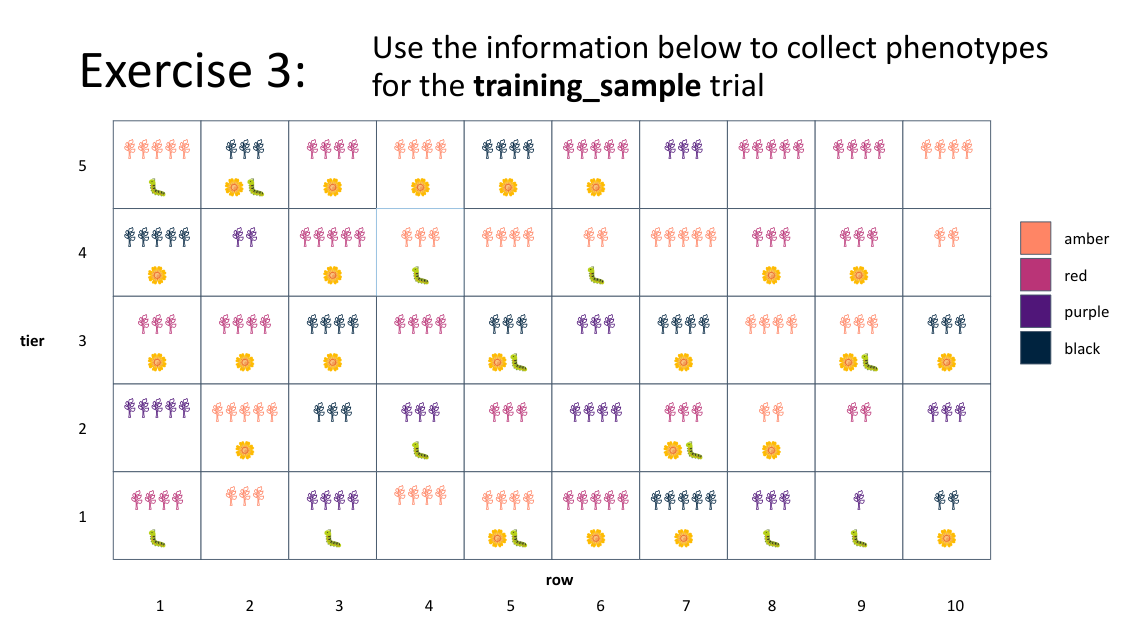 Exercise 3:
Use the information below to collect phenotypes
for the training_sample trial
5
4
amber
red
purple
black
tier
3
2
1
row
1 2 3 4 5 6 7 8 9 10